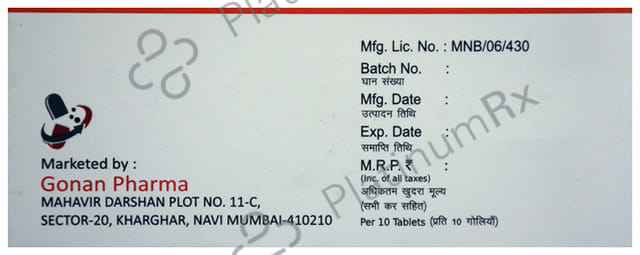 Mfg. Lic. No. : MNB/06/430
Batch No. :
घान संख्या
Mfg. Date :
उत्पादन तिथि
Exp. Date :
समाप्ति तिथि
M.R.P. ₹ :
(Inc. of all taxes)
अधिकतम खुदरा मूल्य
(सभी कर सहित)
Per 10 Tablets (प्रति 10 गोलियाँ)
Marketed by :
Gonan Pharma
MAHAVIR DARSHAN PLOT NO. 11-C,
SECTOR-20, KHARGHAR, NAVI MUMBAI-410210
PlatinumRx